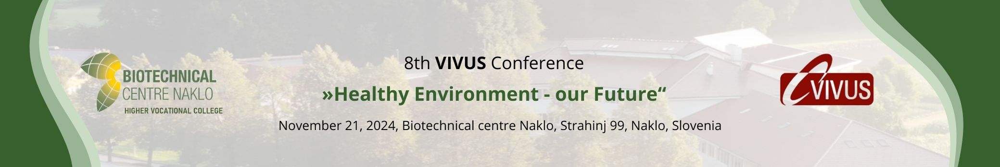 8th VIVUS Conference
»Healthy Environment - our Future“
November 21, 2024, Biotechnical centre Naklo, Strahinj 99, Naklo, Slovenia
BIOTECHNICAL
CENTRE NAKLO
HIGHER VOCATIONAL COLLEGE
VIVUS